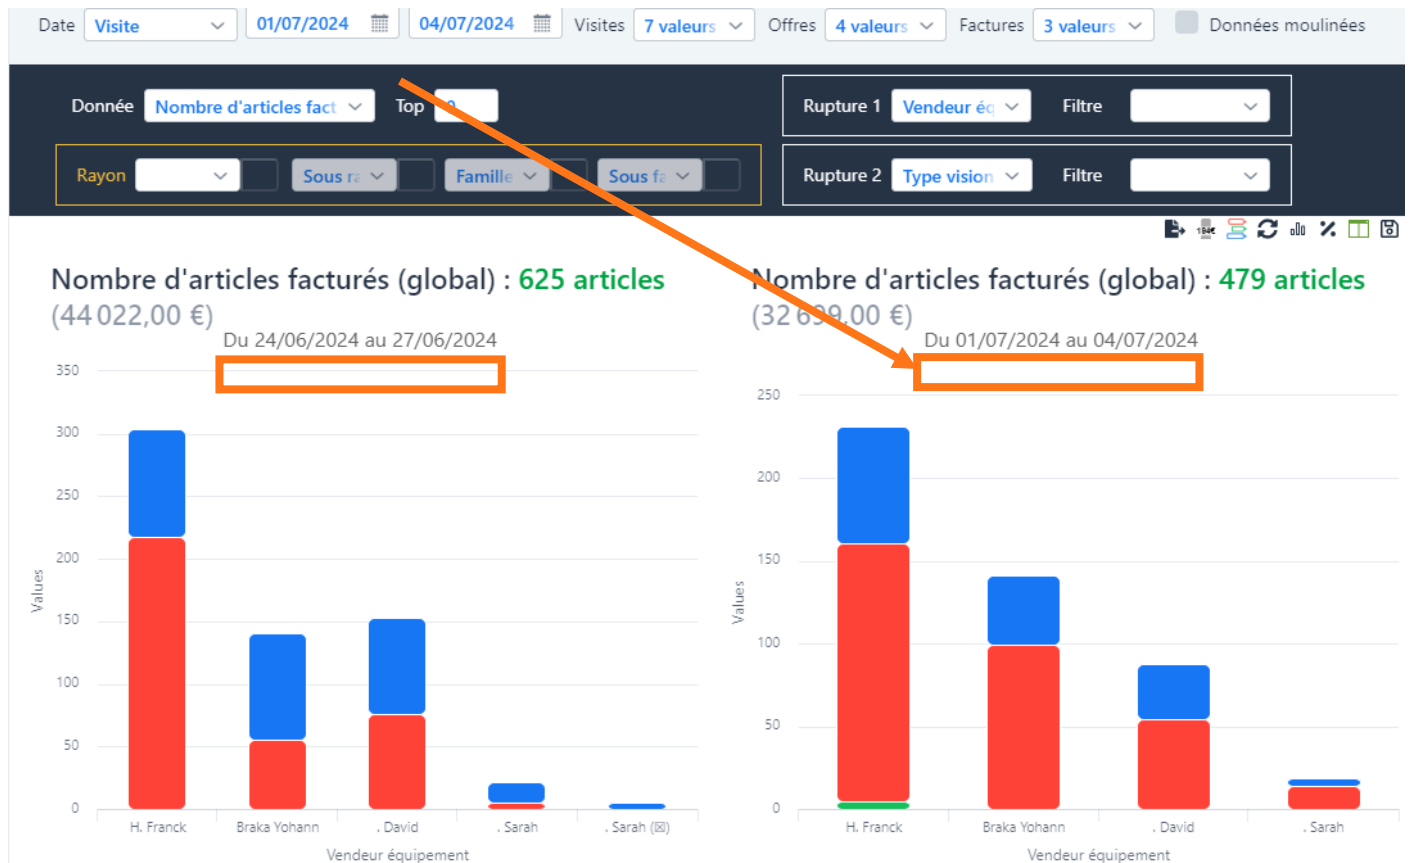 Date Visite 01/07/2024 04/07/2024 Visites 7 valeurs Offres 4 valeurs Factures 3 valeurs Données moulinées
Donnée Nombre d'articles fact Top Rupture 1 Vendeur éq Filtre
Rayon Sous ra Famille Sous fa Rupture 2 Type vision Filtre
Nombre d'articles facturés (global) : 625 articles
(44 022,00 €)
Du 24/06/2024 au 27/06/2024
350
300
250
200
150
100
50
0
Values
H. Franck Braka Yohann . David . Sarah . Sarah (☒)
Vendeur équipement
Nombre d'articles facturés (global) : 479 articles
(32 699,00 €)
Du 01/07/2024 au 04/07/2024
250
200
150
100
50
0
Values
H. Franck Braka Yohann . David . Sarah
Vendeur équipement